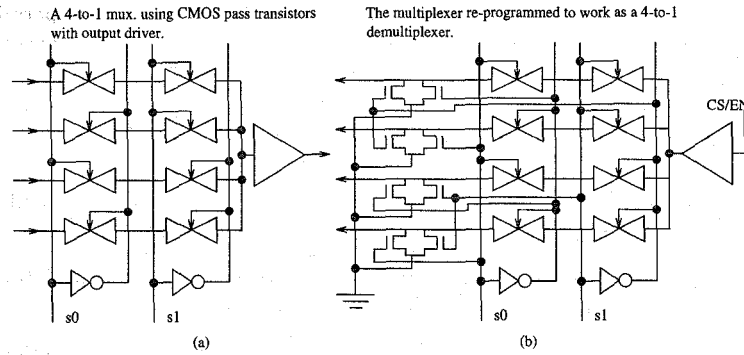 A 4-to-1 mux. using CMOS pass transistors
with output driver.
The multiplexer re-programmed to work as a 4-to-1
demultiplexer.
CS/EN
s0
s1
s0
s1
(a)
(b)